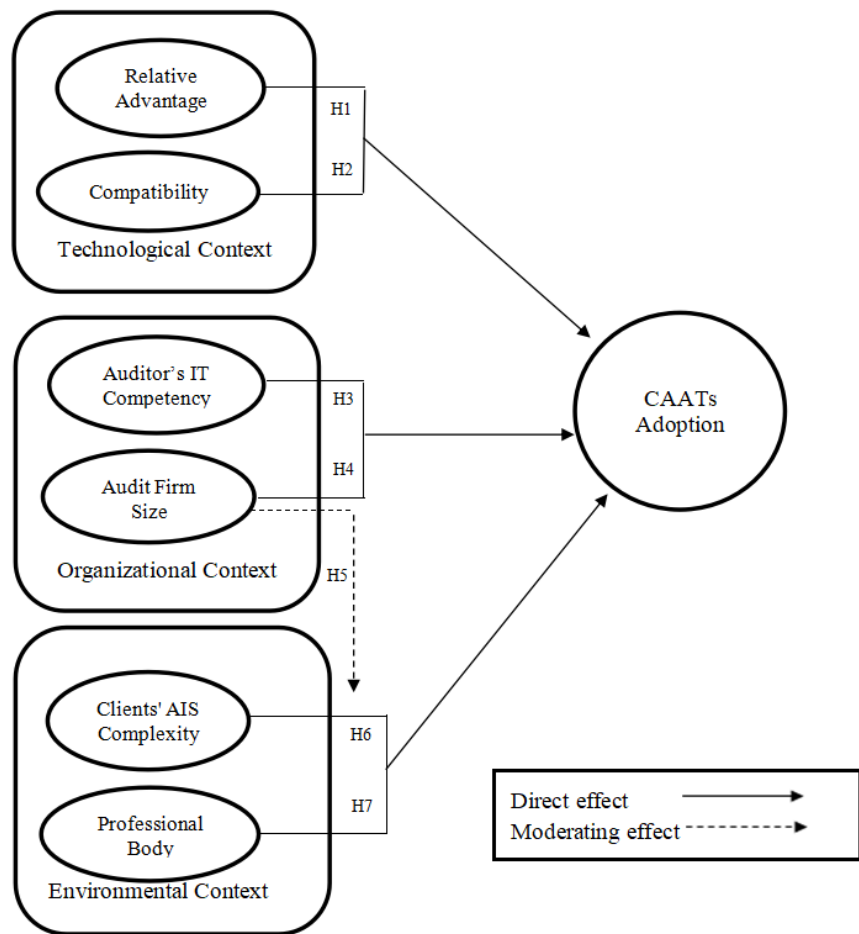 Relative
Advantage
H1
H2
Compatibility
Technological Context
Auditor's IT
Competency
H3
H4
Audit Firm
Size
Organizational Context
H5
CAATs
Adoption
Clients' AIS
Complexity
H6
H7
Professional
Body
Environmental Context
Direct effect
Moderating effect